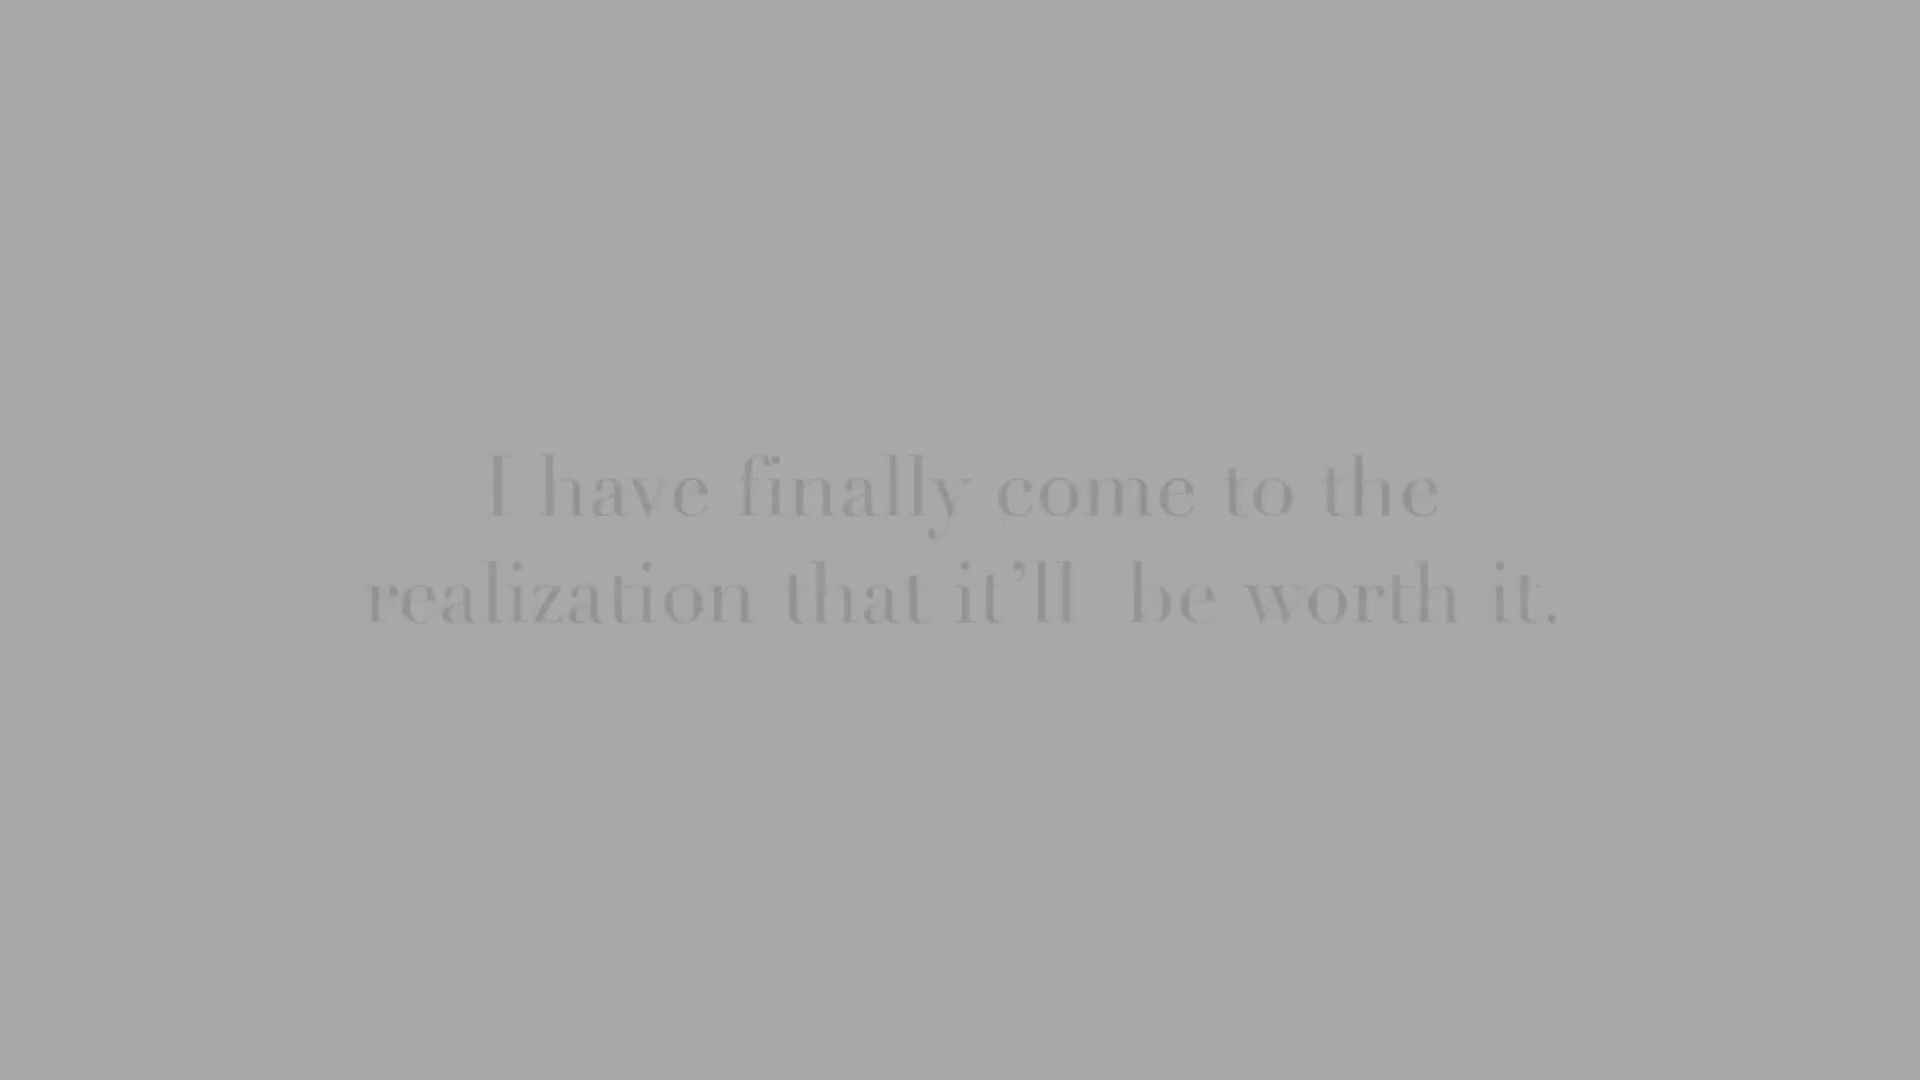 I have finally come to the
realization that it’ll  be worth it.